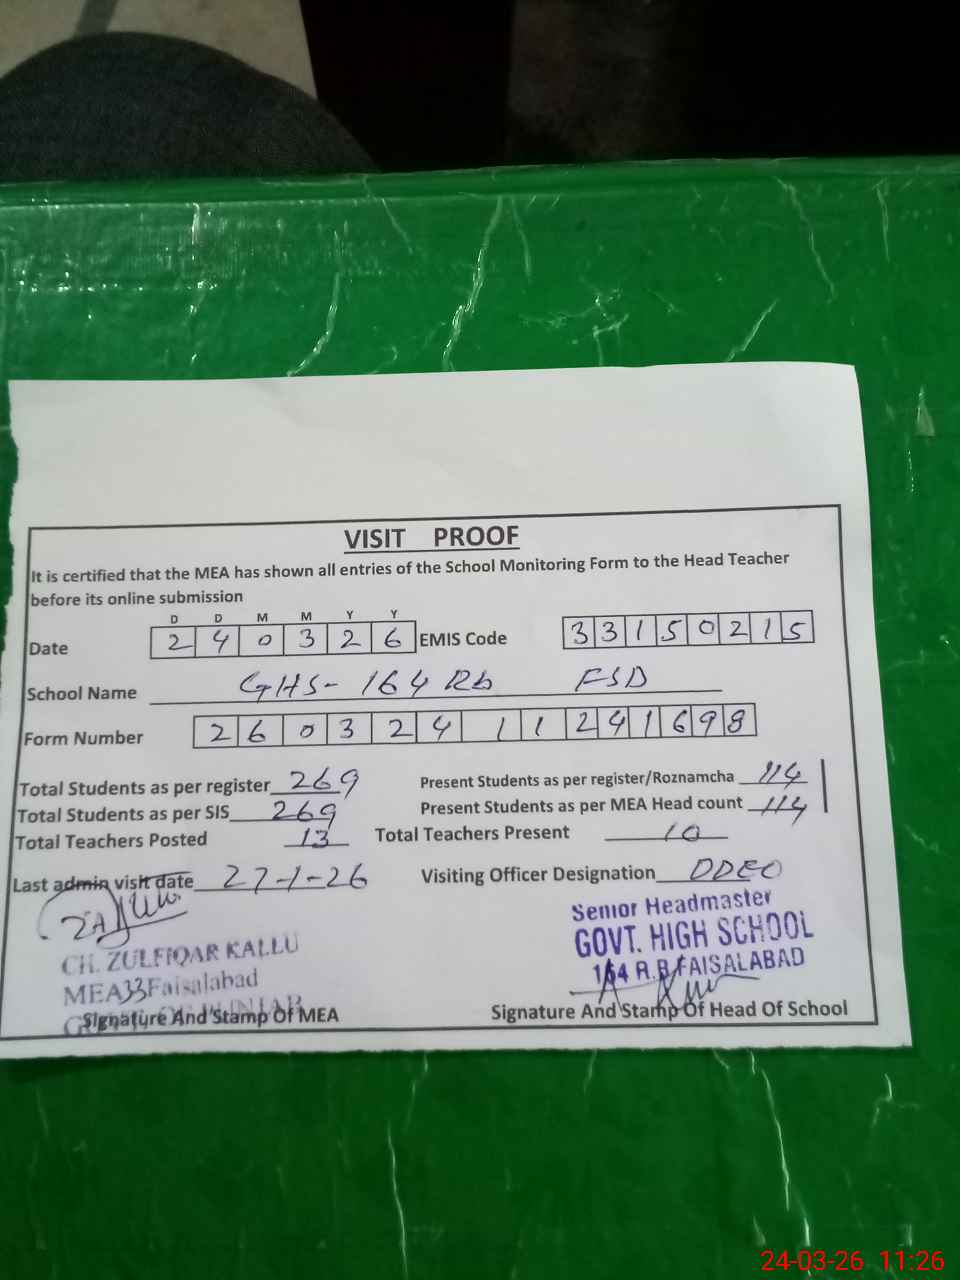 VISIT PROOF
It is certified that the MEA has shown all entries of the School Monitoring Form to the Head Teacher
before its online submission
D D M M Y Y
Date 2 4 0 3 2 6 EMIS Code 3 3 1 5 0 2 1 5
School Name GHS- 164 Rb FSD
Form Number 2 6 0 3 2 4 1 1 2 4 1 6 9 8
Total Students as per register 269 Present Students as per register/Roznamcha 114
Total Students as per SIS 269 Present Students as per MEA Head count 114
Total Teachers Posted 13 Total Teachers Present 10
Last admin visit date 27-1-26 Visiting Officer Designation DDEO
CH. ZULFIQAR KALLU
MEA 33 Faisalabad
GOVT. OF PUNJAB
Signature And Stamp Of MEA
Senior Headmaster
GOVT. HIGH SCHOOL
164 R.B FAISALABAD
Signature And Stamp Of Head Of School
24-03-26 11:26